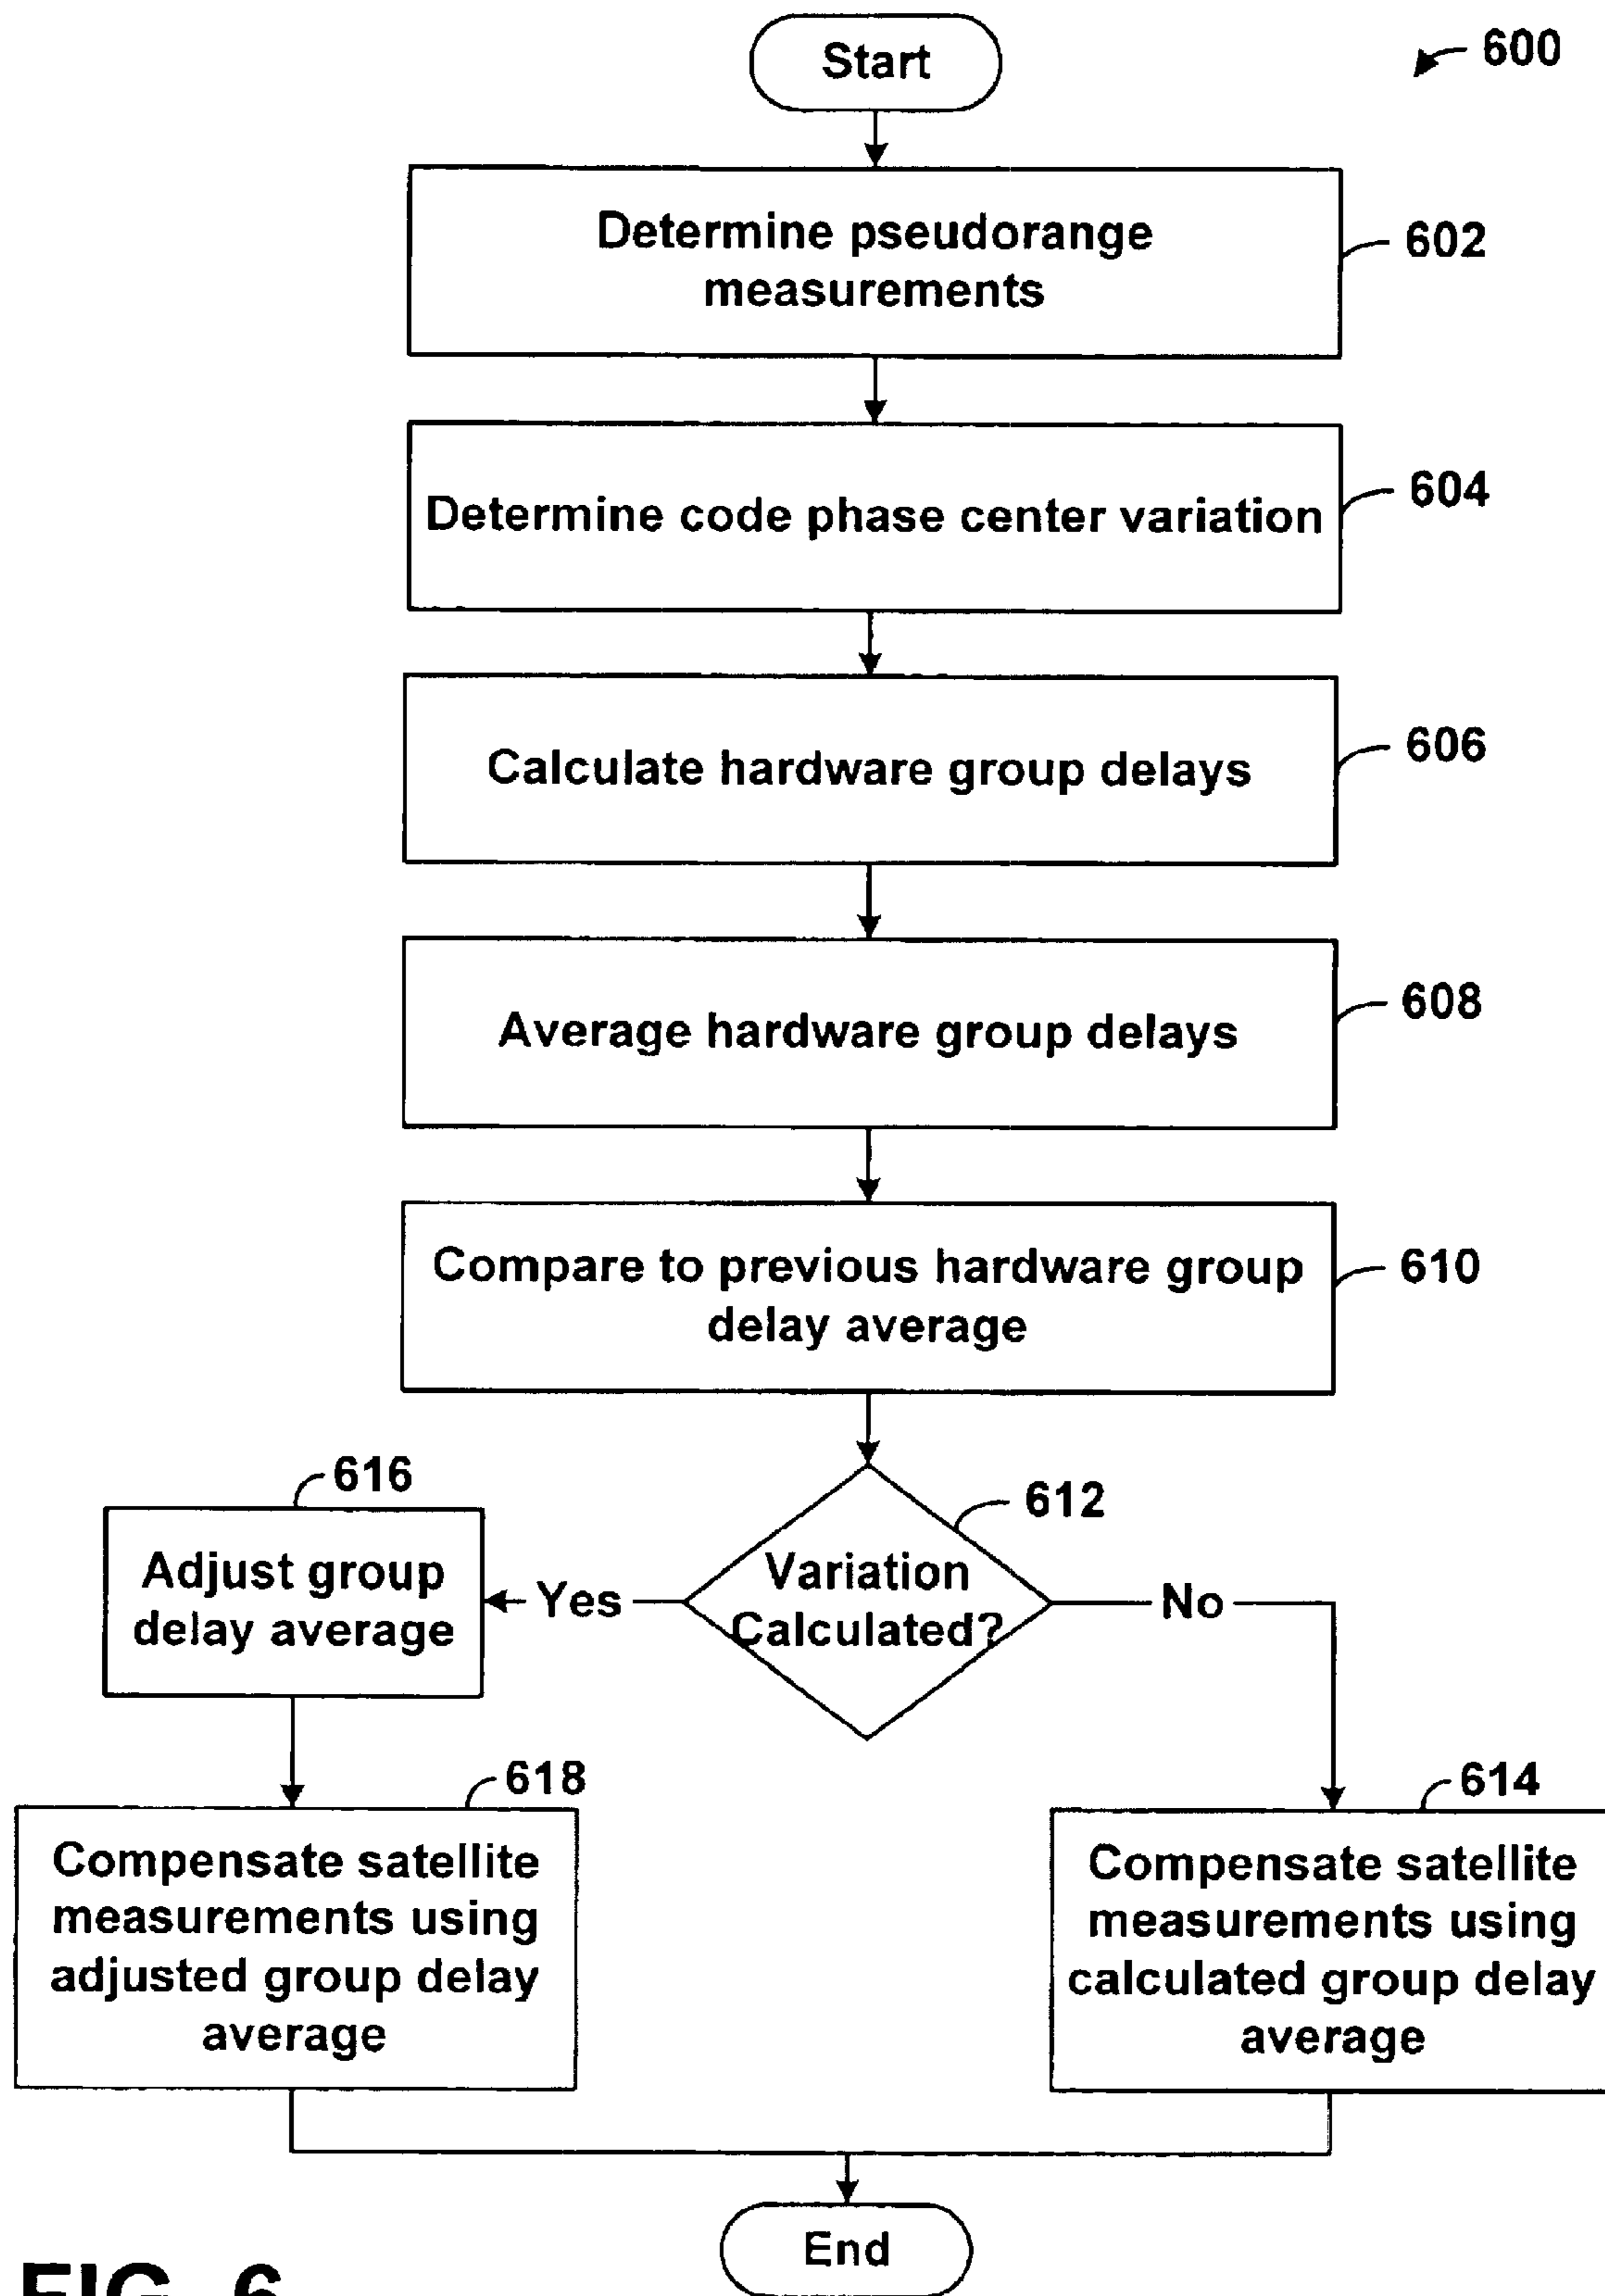 Start
600
Determine pseudorange
measurements
602
Determine code phase center variation
604
Calculate hardware group delays
606
Average hardware group delays
608
Compare to previous hardware group
delay average
610
616
612
Adjust group
delay average
Yes
Variation
Calculated?
No
618
614
Compensate satellite
measurements using
adjusted group delay
average
Compensate satellite
measurements using
calculated group delay
average
End
FIG. 6